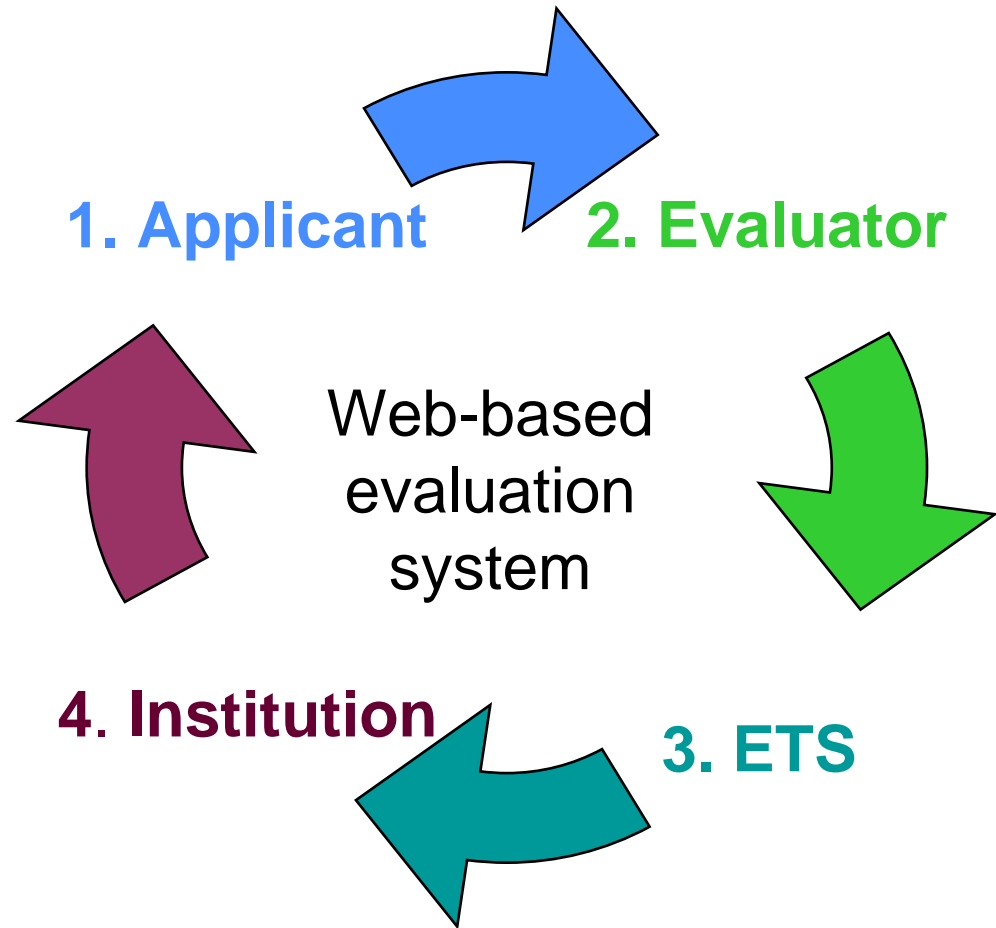 1. Applicant
2. Evaluator
Web-based
evaluation
system
4. Institution
3. ETS